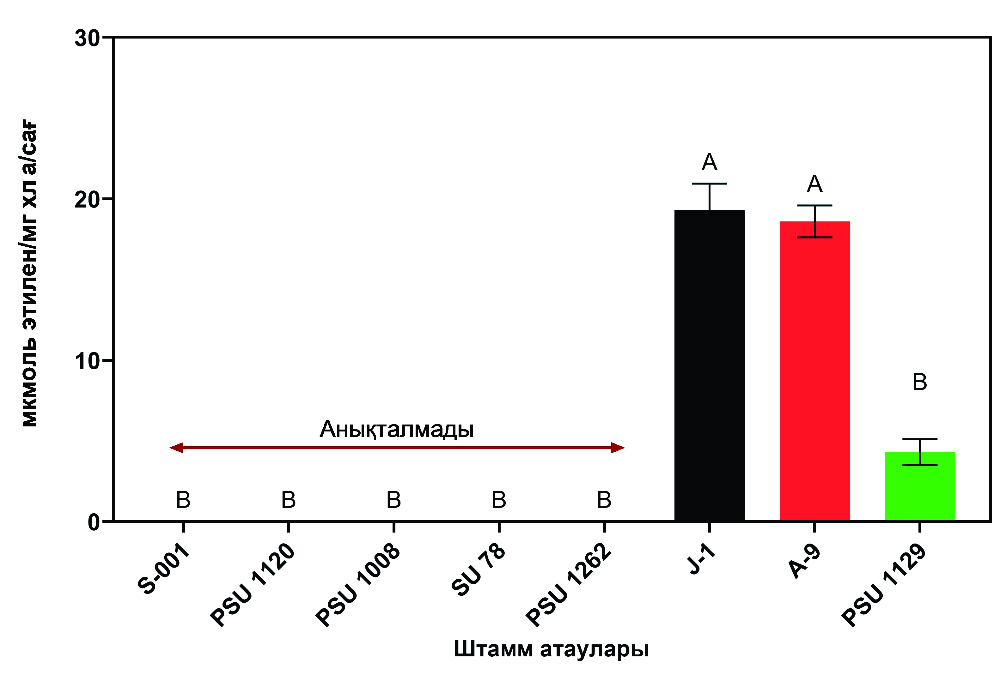 30
20
10
0
мкмоль этилен/мг хл а/сағ
A
A
B
Анықталмады
B B B B B
S-001
PSU 1120
PSU 1008
SU 78
PSU 1262
J-1
A-9
PSU 1129
Штамм атаулары